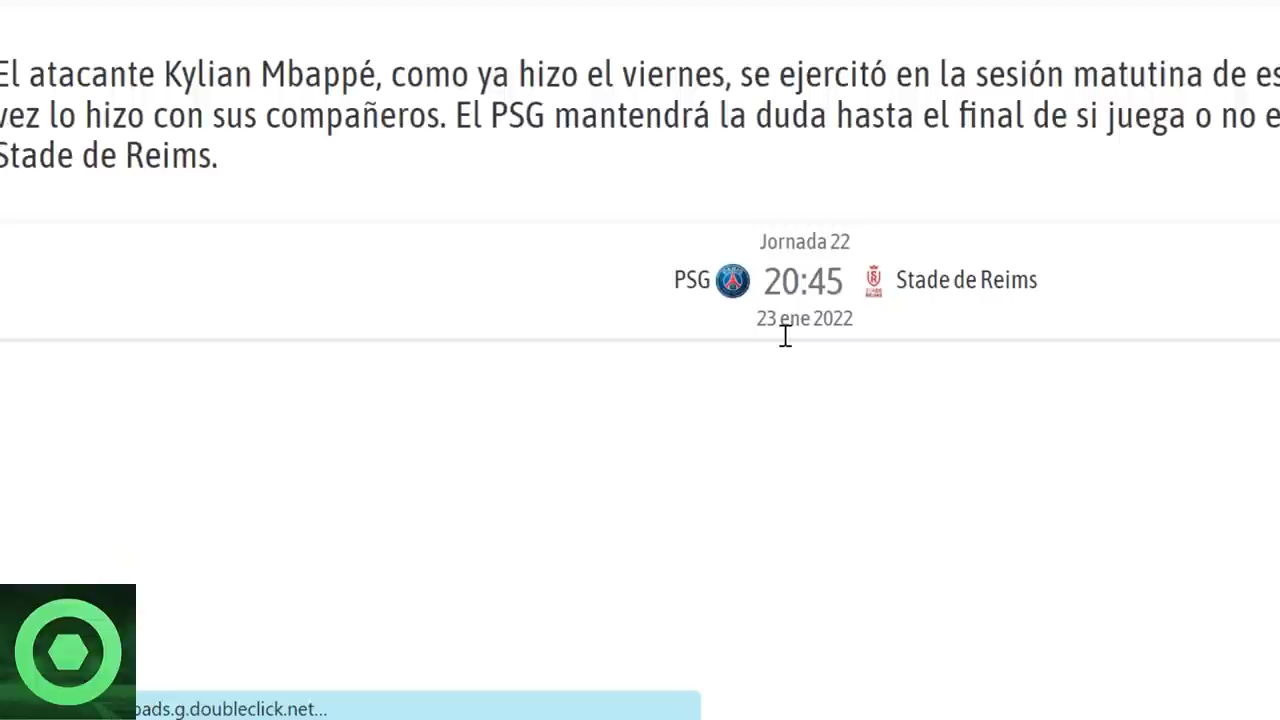 El atacante Kylian Mbappé, como ya hizo el viernes, se ejercitó en la sesión matutina de es
vez lo hizo con sus compañeros. El PSG mantendrá la duda hasta el final de si juega o no e
Stade de Reims.
Jornada 22
PSG 20:45 Stade de Reims
23 ene 2022
oads.g.doubleclick.net...